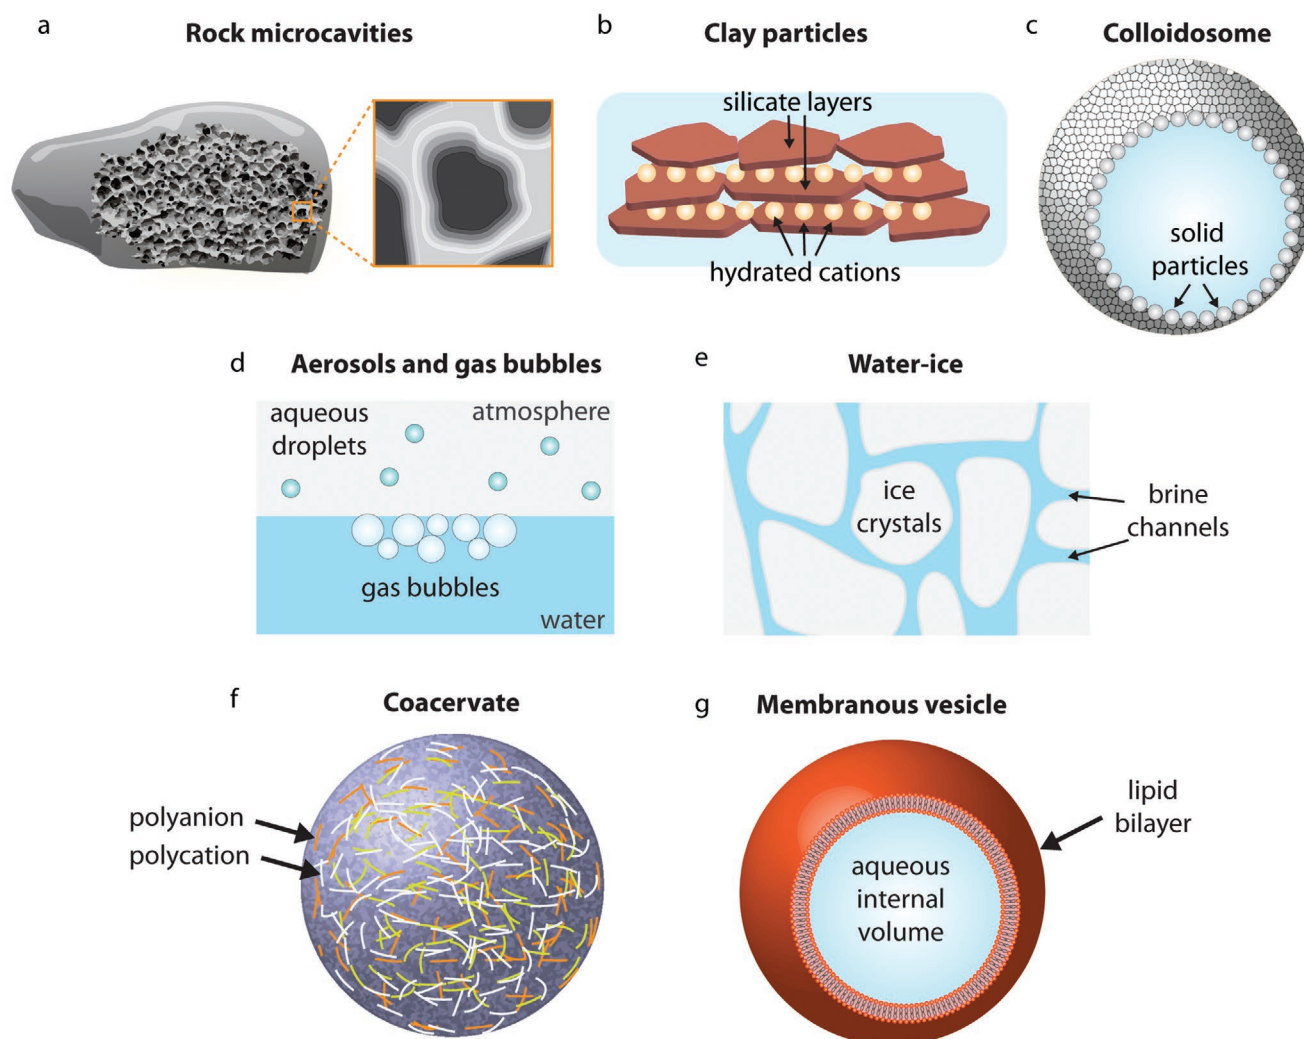 a
Rock microcavities
b
Clay particles
silicate layers
hydrated cations
c
Colloidosome
solid
particles
d
Aerosols and gas bubbles
aqueous
droplets
atmosphere
gas bubbles
water
e
Water-ice
ice
crystals
brine
channels
f
Coacervate
polyanion
polycation
g
Membranous vesicle
aqueous
internal
volume
lipid
bilayer